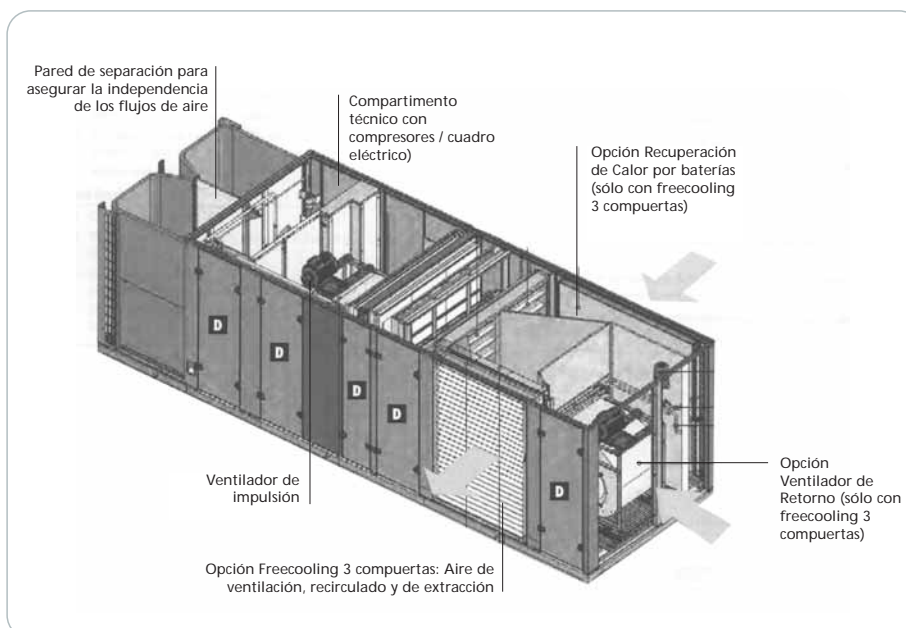 Pared de separación para
asegurar la independencia
de los flujos de aire
Compartimento
técnico con
compresores / cuadro
eléctrico)
Opción Recuperación
de Calor por baterías
(sólo con freecooling
3 compuertas)
D
D
D
D
D
Ventilador de
impulsión
Opción
Ventilador de
Retorno (sólo con
freecooling 3
compuertas)
Opción Freecooling 3 compuertas: Aire de
ventilación, recirculado y de extracción